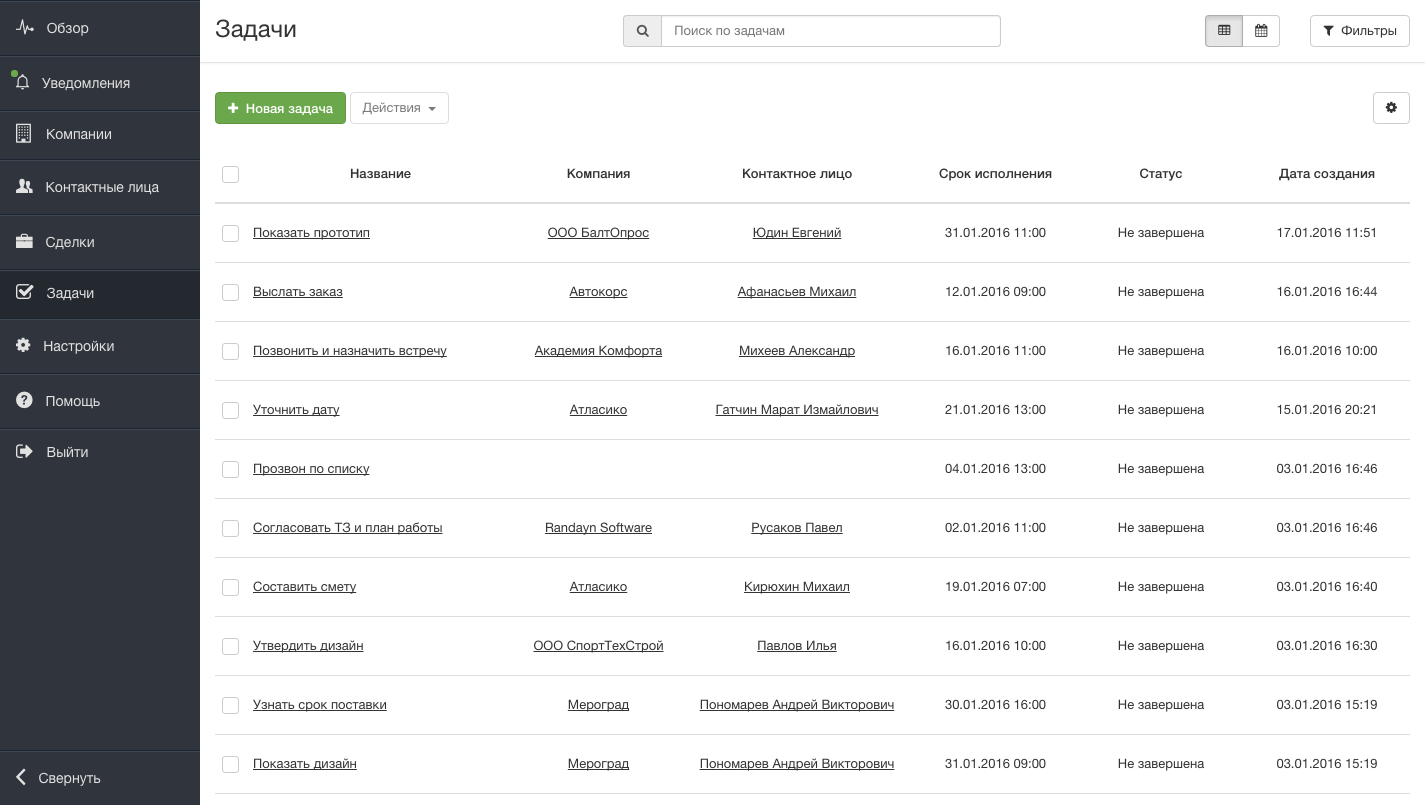 Обзор
Уведомления
Компании
Контактные лица
Сделки
Задачи
Настройки
Помощь
Выйти
Свернуть
Задачи
Поиск по задачам
Фильтры
Новая задача Действия
Название Компания Контактное лицо Срок исполнения Статус Дата создания
Показать прототип ООО БалтОпрос Юдин Евгений 31.01.2016 11:00 Не завершена 17.01.2016 11:51
Выслать заказ Автокорс Афанасьев Михаил 12.01.2016 09:00 Не завершена 16.01.2016 16:44
Позвонить и назначить встречу Академия Комфорта Михеев Александр 16.01.2016 11:00 Не завершена 16.01.2016 10:00
Уточнить дату Атласико Гатчин Марат Измайлович 21.01.2016 13:00 Не завершена 15.01.2016 20:21
Прозвон по списку 04.01.2016 13:00 Не завершена 03.01.2016 16:46
Согласовать ТЗ и план работы Randayn Software Русаков Павел 02.01.2016 11:00 Не завершена 03.01.2016 16:46
Составить смету Атласико Кирюхин Михаил 19.01.2016 07:00 Не завершена 03.01.2016 16:40
Утвердить дизайн ООО СпортТехСтрой Павлов Илья 16.01.2016 10:00 Не завершена 03.01.2016 16:30
Узнать срок поставки Мероград Пономарев Андрей Викторович 30.01.2016 16:00 Не завершена 03.01.2016 15:19
Показать дизайн Мероград Пономарев Андрей Викторович 31.01.2016 09:00 Не завершена 03.01.2016 15:19